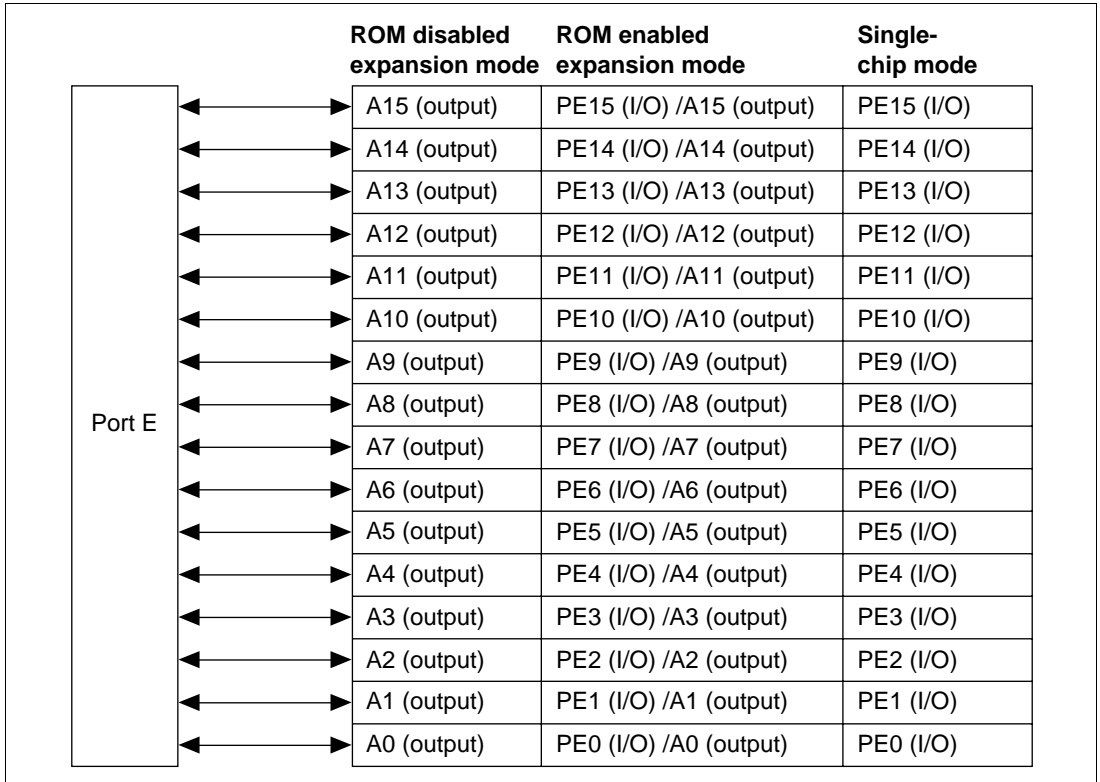 ROM disabled expansion mode ROM enabled expansion mode Single-chip mode
A15 (output) PE15 (I/O) /A15 (output) PE15 (I/O)
A14 (output) PE14 (I/O) /A14 (output) PE14 (I/O)
A13 (output) PE13 (I/O) /A13 (output) PE13 (I/O)
A12 (output) PE12 (I/O) /A12 (output) PE12 (I/O)
A11 (output) PE11 (I/O) /A11 (output) PE11 (I/O)
A10 (output) PE10 (I/O) /A10 (output) PE10 (I/O)
A9 (output) PE9 (I/O) /A9 (output) PE9 (I/O)
A8 (output) PE8 (I/O) /A8 (output) PE8 (I/O)
Port E
A7 (output) PE7 (I/O) /A7 (output) PE7 (I/O)
A6 (output) PE6 (I/O) /A6 (output) PE6 (I/O)
A5 (output) PE5 (I/O) /A5 (output) PE5 (I/O)
A4 (output) PE4 (I/O) /A4 (output) PE4 (I/O)
A3 (output) PE3 (I/O) /A3 (output) PE3 (I/O)
A2 (output) PE2 (I/O) /A2 (output) PE2 (I/O)
A1 (output) PE1 (I/O) /A1 (output) PE1 (I/O)
A0 (output) PE0 (I/O) /A0 (output) PE0 (I/O)